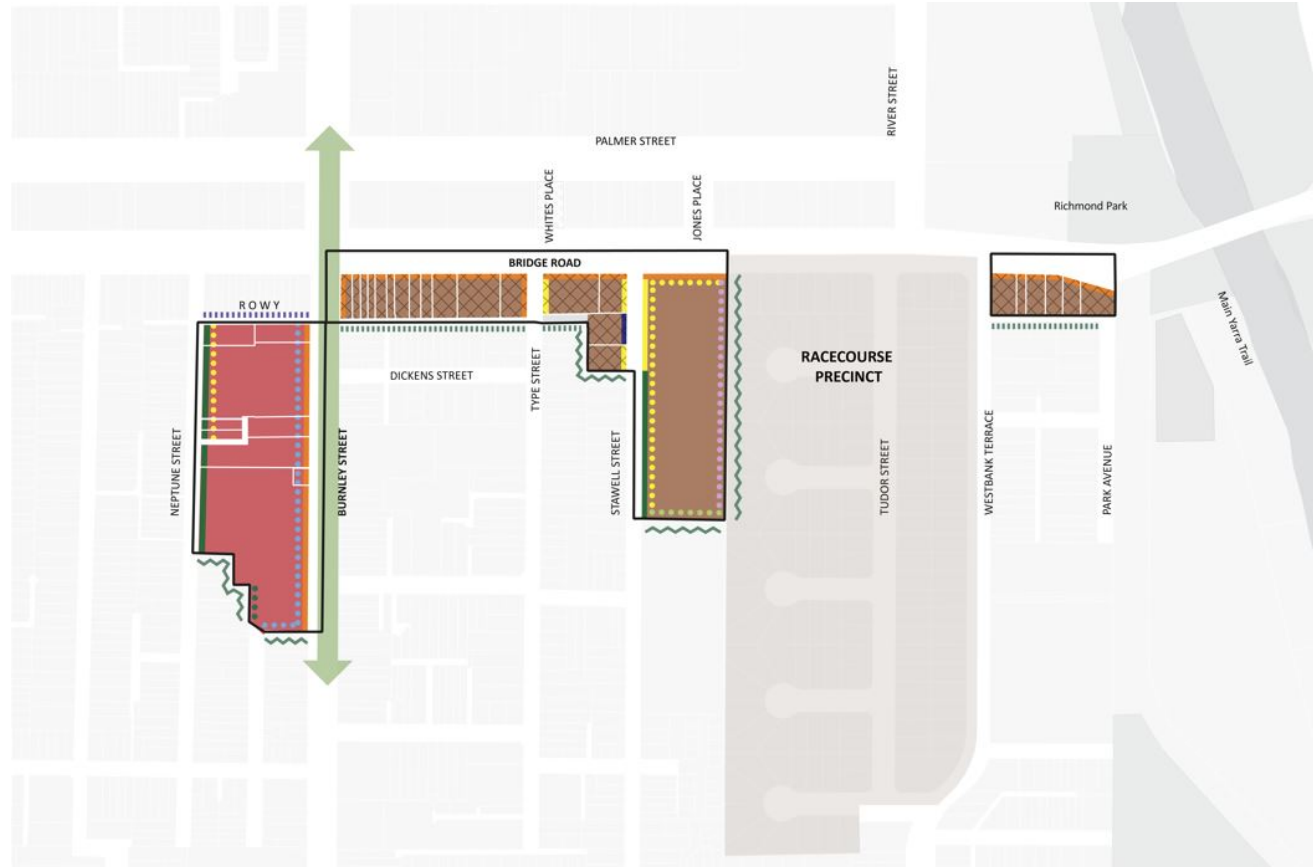 RIVER STREET
PALMER STREET
WHITES PLACE
JONES PLACE
Richmond Park
BRIDGE ROAD
ROWY
Main Yarra Trail
RACECOURSE
PRECINCT
DICKENS STREET
TYPE STREET
NEPTUNE STREET
BURNLEY STREET
STAWELL STREET
TUDOR STREET
WESTBANK TERRACE
PARK AVENUE